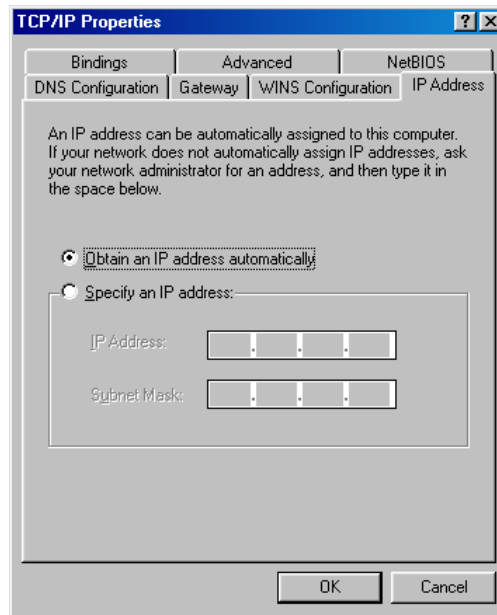 TCP/IP Properties
Bindings Advanced NetBIOS
DNS Configuration Gateway WINS Configuration IP Address
An IP address can be automatically assigned to this computer.
If your network does not automatically assign IP addresses, ask
your network administrator for an address, and then type it in
the space below.
Obtain an IP address automatically
Specify an IP address:
IP Address:
Subnet Mask:
OK Cancel